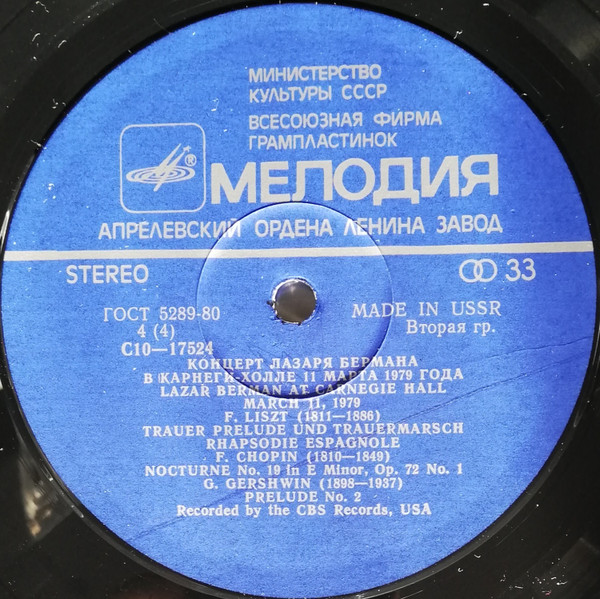 МИНИСТЕРСТВО
КУЛЬТУРЫ СССР
ВСЕСОЮЗНАЯ ФИРМА
ГРАМПЛАСТИНОК
®
МЕЛОДИЯ
АПРЕЛЕВСКИЙ ОРДЕНА ЛЕНИНА ЗАВОД
STEREO 33
ГОСТ 5289-80 MADE IN USSR
4 (4) Вторая гр.
С10—17524
КОНЦЕРТ ЛАЗАРЯ БЕРМАНА
В КАРНЕГИ-ХОЛЛЕ 11 МАРТА 1979 ГОДА
LAZAR BERMAN AT CARNEGIE HALL
MARCH 11, 1979
F. LISZT (1811—1886)
TRAUER PRELUDE UND TRAUERMARSCH
RHAPSODIE ESPAGNOLE
F. CHOPIN (1810—1849)
NOCTURNE No. 19 in E Minor, Op. 72 No. 1
G. GERSHWIN (1898—1937)
PRELUDE No. 2
Recorded by the CBS Records, USA